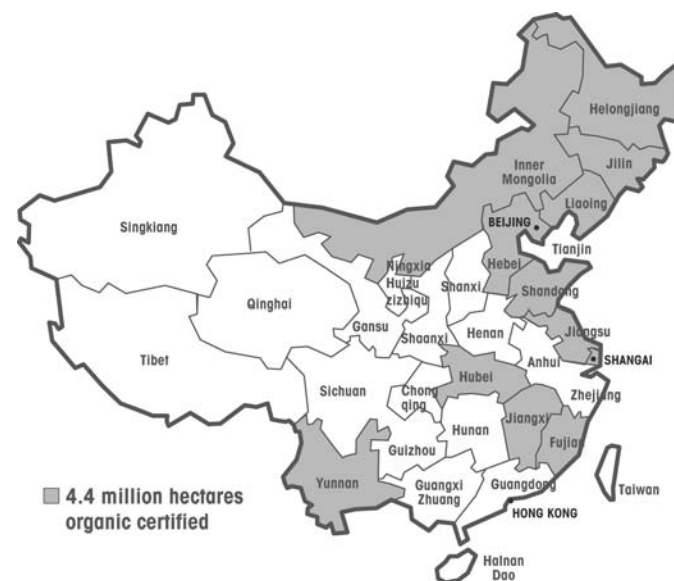 Helongjiang
Jilin
Inner
Mongolia
Liaoing
BEIJING
Tianjin
Singkiang
Ningxia
Hebei
Huizu
zizhiqu
Shanxi
Shandong
Qinghai
Gansu
Shaanxi
Henan
Jiangsu
Tibet
Anhui
SHANGAI
Hubei
Sichuan
Chong
qing
Zhejiang
Hunan
Jiangxi
Guizhou
Fujian
Yunnan
Guangxi
Zhuang
Guangdong
Taiwan
4.4 million hectares
organic certified
HONG KONG
Hainan
Dao